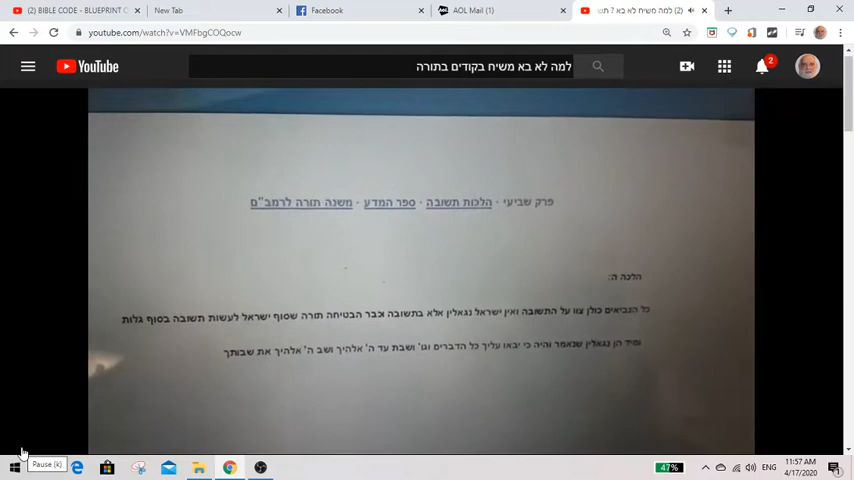 (2) BIBLE CODE - BLUEPRINT C
New Tab
Facebook
AOL Mail (1)
(2) למה משיח לא בא ? תש
youtube.com/watch?v=VMFbgCOQocw
YouTube
למה לא בא משיח בקודים בתורה
2
פרק שביעי · הלכות תשובה · ספר המדע · משנה תורה לרמב"ם
הלכה ה:
כל הנביאים כולן צוו על התשובה ואין ישראל נגאלין אלא בתשובה וכבר הבטיחה תורה שסוף ישראל לעשות תשובה בסוף גלות
ומיד הן נגאלין שנאמר והיה כי יבאו עליך כל הדברים וגו' ושבת עד ה' אלהיך ושב ה' אלהיך את שבותך
Pause (k)
47%
ENG
11:57 AM
4/17/2020
1